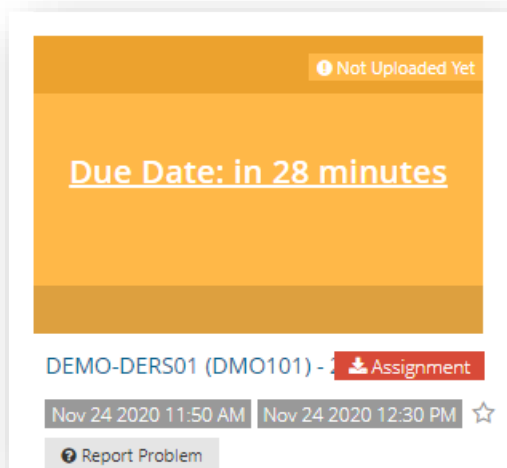 Not Uploaded Yet
Due Date: in 28 minutes
DEMO-DERS01 (DMO101) - Assignment
Nov 24 2020 11:50 AM Nov 24 2020 12:30 PM
Report Problem